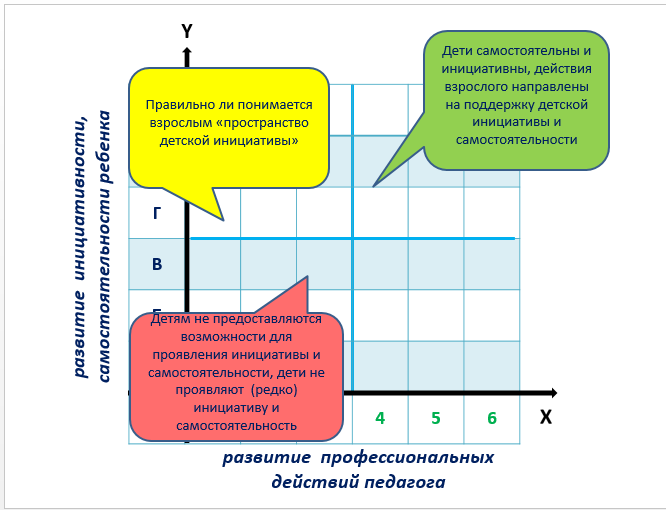 Y
Дети самостоятельны и
инициативны, действия
взрослого направлены
на поддержку детской
инициативы и
самостоятельности
Правильно ли понимается
взрослым «пространство
детской инициативы»
развитие инициативности,
самостоятельности ребенка
Г
В
Детям не предоставляются
возможности для
проявления инициативы и
самостоятельности, дети не
проявляют (редко)
инициативу и
самостоятельность
4 5 6
X
развитие профессиональных
действий педагога